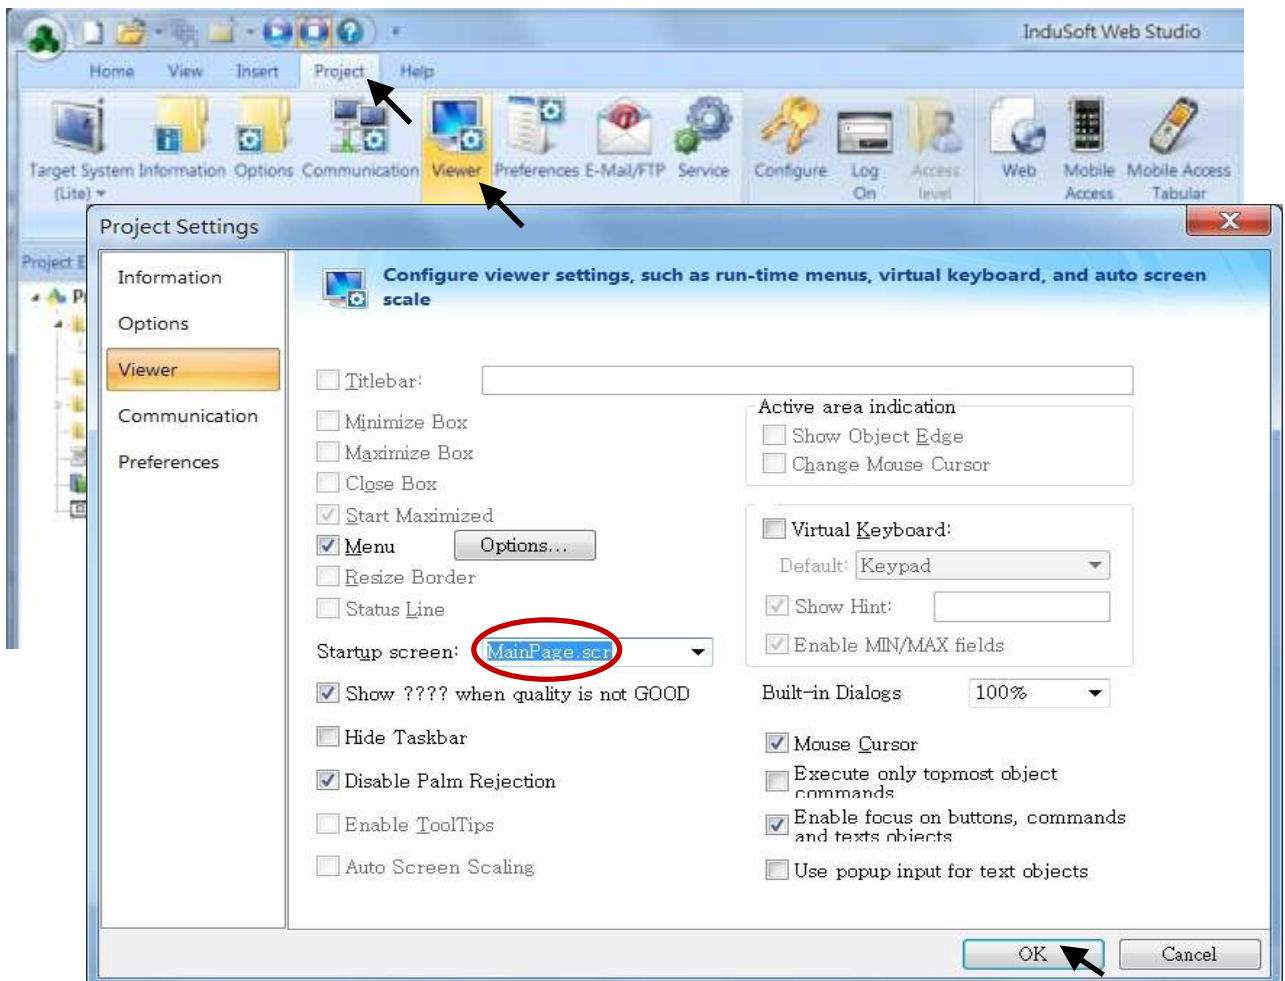 InduSoft Web Studio
Home View Insert Project Help
Target System (Lite)
Information
Options
Communication
Viewer
Preferences
E-Mail/FTP
Service
Configure
Log On
Access level
Web
Mobile Access
Mobile Access Tabular
Project Settings
Project E
P
Information
Options
Viewer
Communication
Preferences
Configure viewer settings, such as run-time menus, virtual keyboard, and auto screen
scale
Titlebar:
Minimize Box
Maximize Box
Close Box
Start Maximized
Menu Options...
Resize Border
Status Line
Startup screen: MainPage.scr
Show ???? when quality is not GOOD
Hide Taskbar
Disable Palm Rejection
Enable ToolTips
Auto Screen Scaling
Active area indication
Show Object Edge
Change Mouse Cursor
Virtual Keyboard:
Default: Keypad
Show Hint:
Enable MIN/MAX fields
Built-in Dialogs 100%
Mouse Cursor
Execute only topmost object
commands
Enable focus on buttons, commands
and texts objects
Use popup input for text objects
OK Cancel